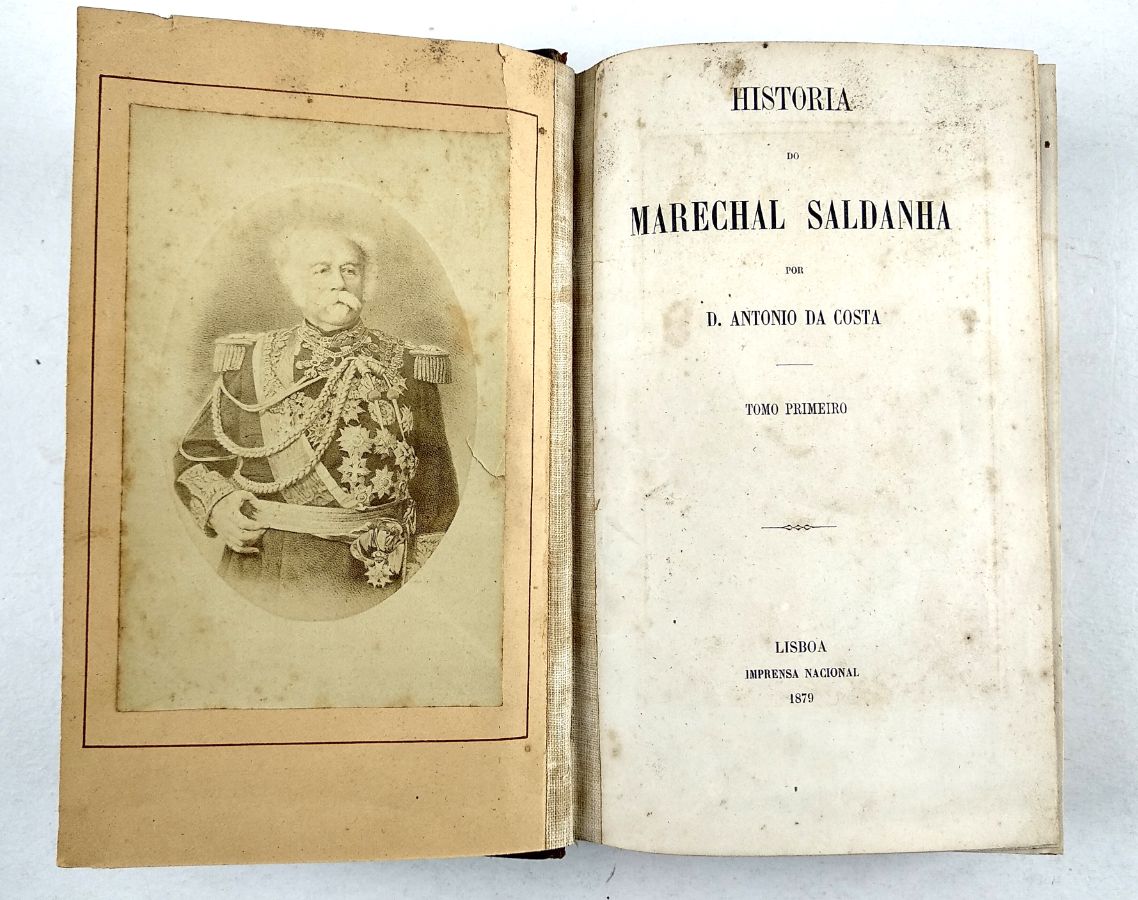 HISTORIA
DO
MARECHAL SALDANHA
POR
D. ANTONIO DA COSTA
TOMO PRIMEIRO
LISBOA
IMPRENSA NACIONAL
1879